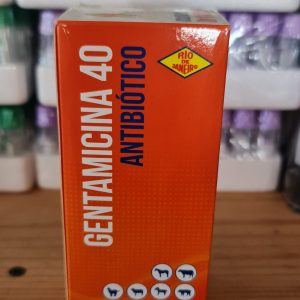 GENTAMICINA 40
ANTIBIÓTICO
RIO
DE
JANEIRO